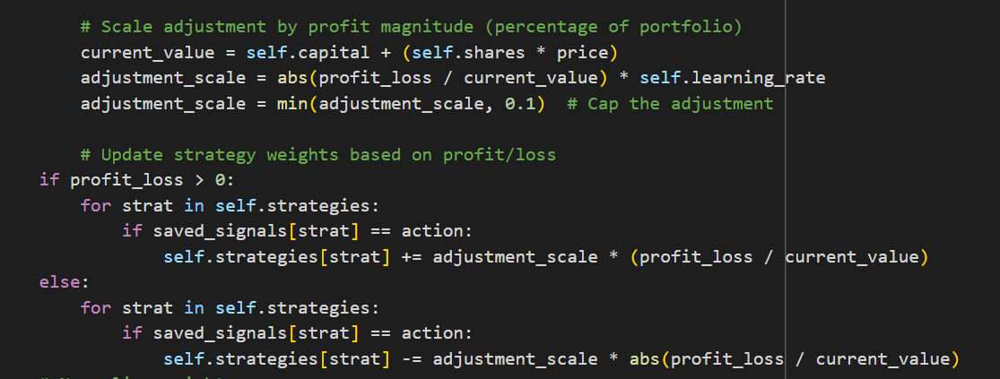 # Scale adjustment by profit magnitude (percentage of portfolio)
current_value = self.capital + (self.shares * price)
adjustment_scale = abs(profit_loss / current_value) * self.learning_rate
adjustment_scale = min(adjustment_scale, 0.1)  # Cap the adjustment
# Update strategy weights based on profit/loss
if profit_loss > 0:
for strat in self.strategies:
if saved_signals[strat] == action:
self.strategies[strat] += adjustment_scale * (profit_loss / current_value)
else:
for strat in self.strategies:
if saved_signals[strat] == action:
self.strategies[strat] -= adjustment_scale * abs(profit_loss / current_value)